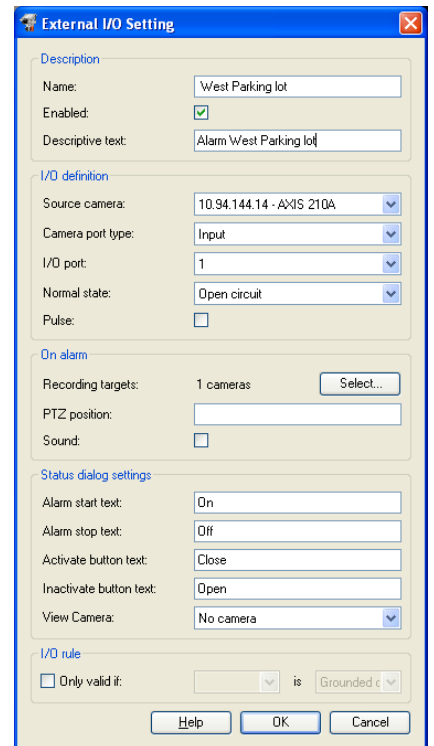 External I/O Setting
Description
Name: West Parking lot
Enabled:
Descriptive text: Alarm West Parking lot
I/O definition
Source camera: 10.94.144.14 - AXIS 210A
Camera port type: Input
I/O port: 1
Normal state: Open circuit
Pulse:
On alarm
Recording targets: 1 cameras Select...
PTZ position:
Sound:
Status dialog settings
Alarm start text: On
Alarm stop text: Off
Activate button text: Close
Inactivate button text: Open
View Camera: No camera
I/O rule
Only valid if: is Grounded c
Help OK Cancel